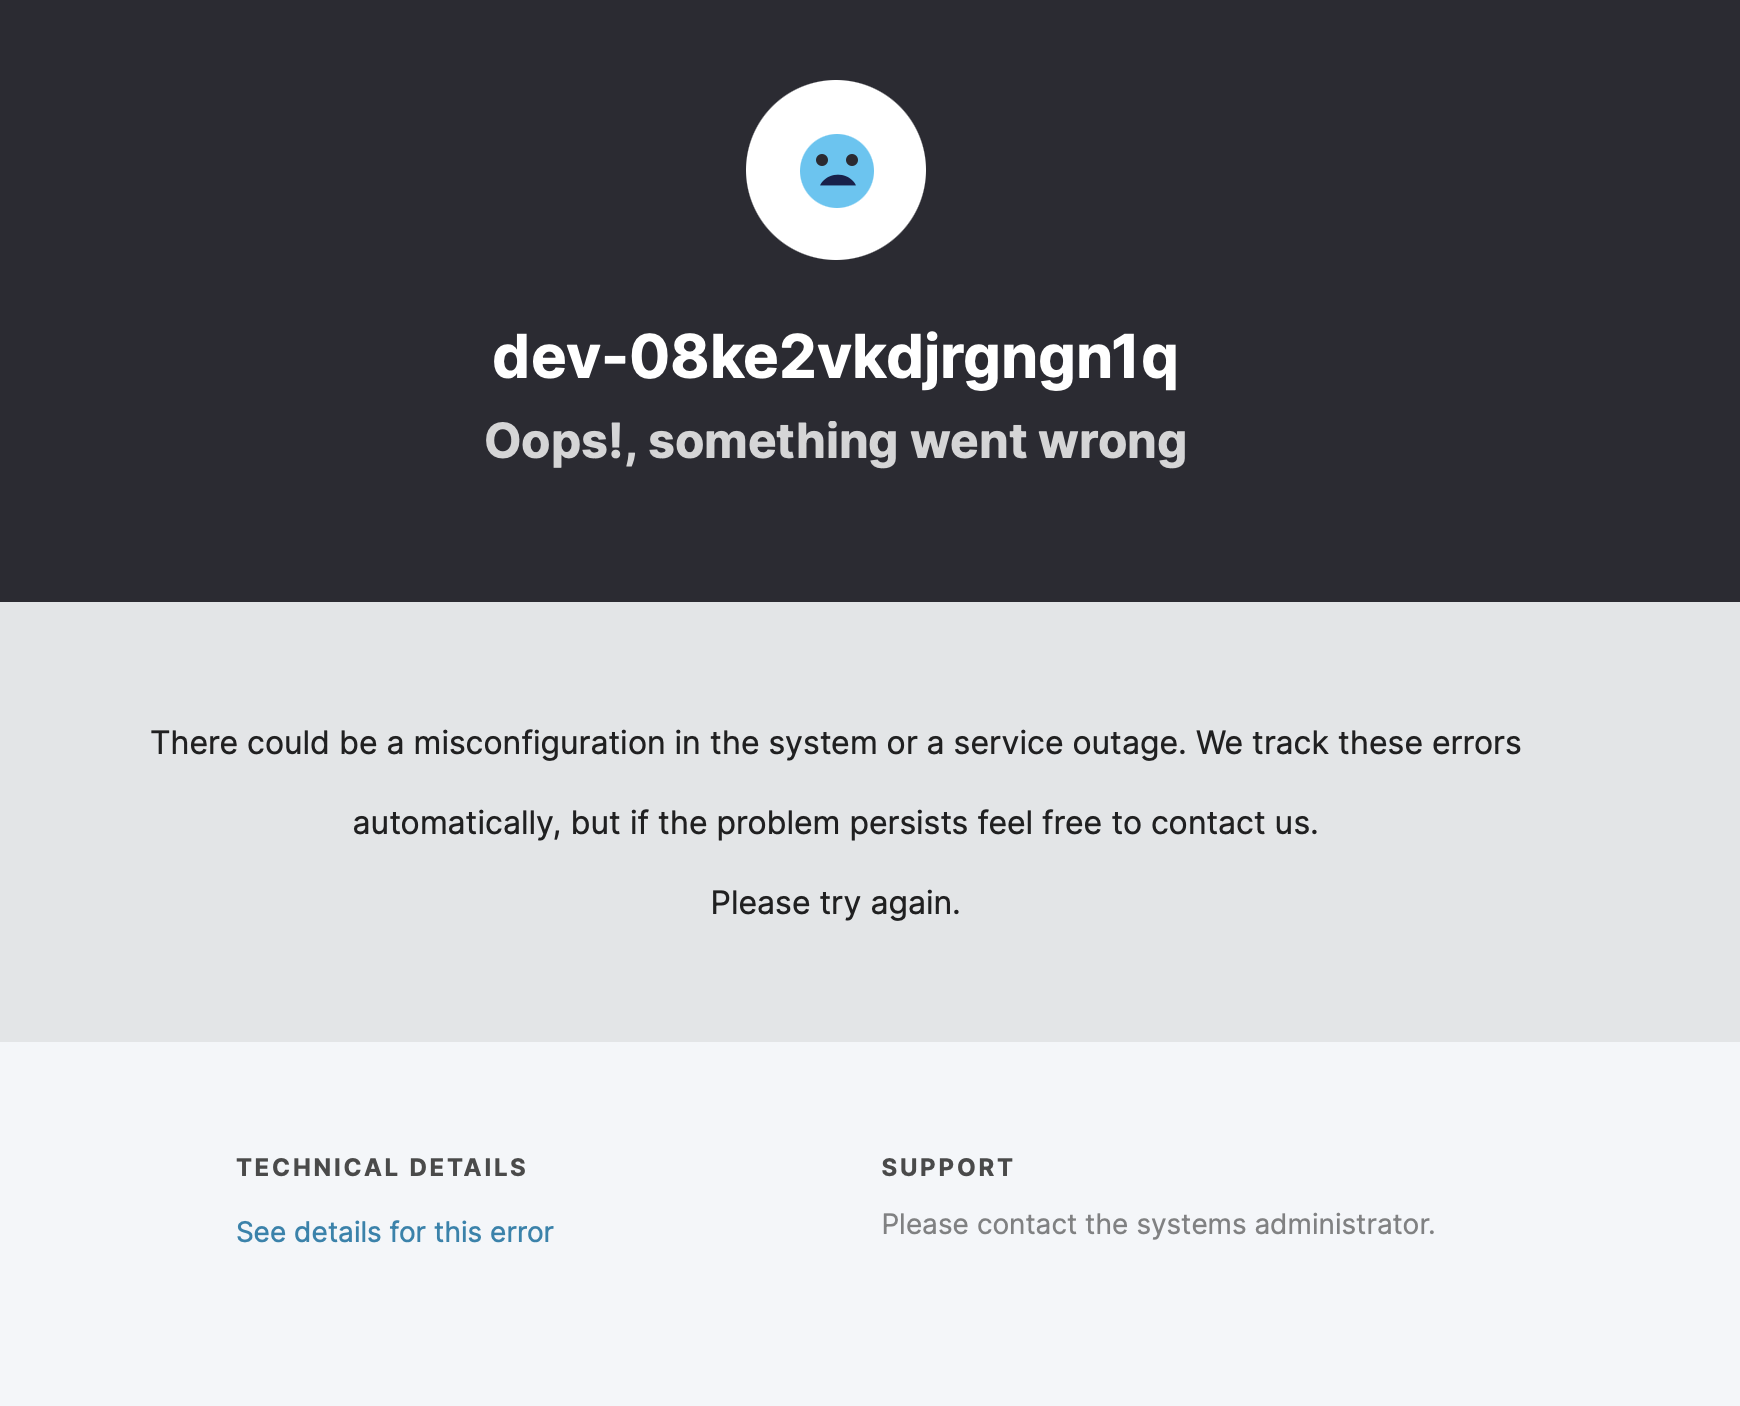 dev-08ke2vkdjrgngn1q
Oops!, something went wrong
There could be a misconfiguration in the system or a service outage. We track these errors
automatically, but if the problem persists feel free to contact us.
Please try again.
TECHNICAL DETAILS
See details for this error
SUPPORT
Please contact the systems administrator.